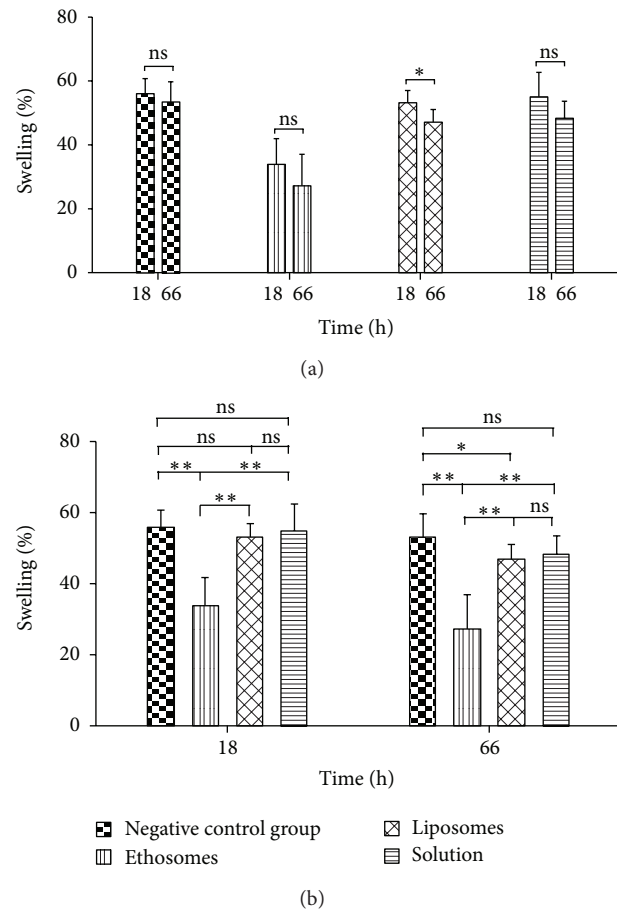 80
60
40
20
0
Swelling (%)
ns
ns
*
ns
18 66
18 66
18 66
18 66
Time (h)
(a)
80
60
40
20
0
Swelling (%)
ns
ns
ns
ns
*
**
**
**
**
**
ns
**
18
66
Time (h)
Negative control group
Liposomes
Ethosomes
Solution
(b)